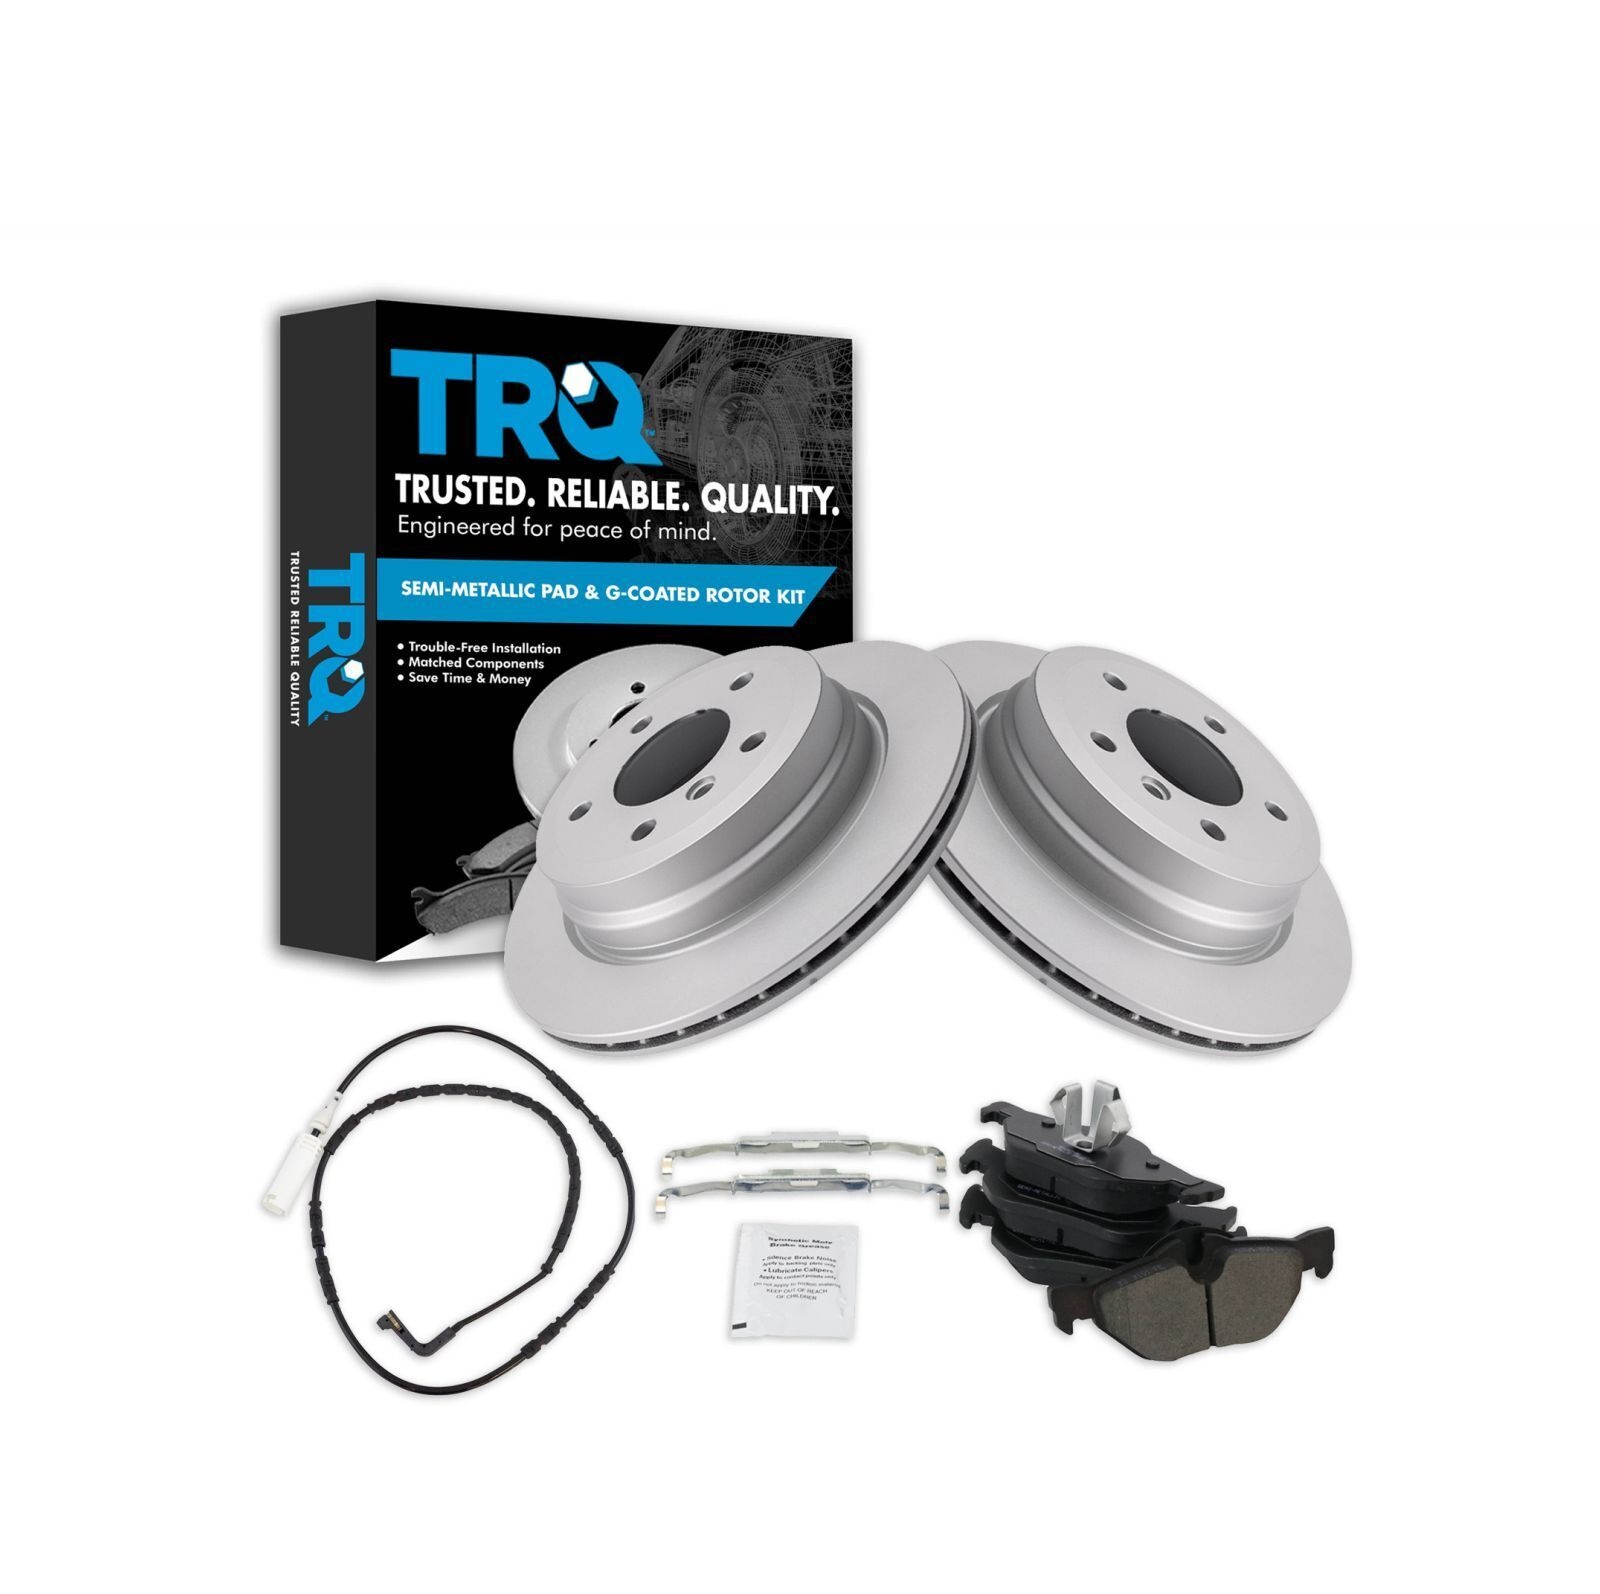 TRQ™
TRUSTED. RELIABLE. QUALITY.
Engineered for peace of mind.
SEMI-METALLIC PAD & G-COATED ROTOR KIT
• Trouble-Free Installation
• Matched Components
• Save Time & Money
TRQ™
TRUSTED RELIABLE QUALITY
Synthetic Moly
Brake Grease
• Silence Brake Noise
Apply to backing plate only
• Lubricate Calipers
Apply to contact points only
Do not apply to friction material
KEEP OUT OF REACH
OF CHILDREN
SEMI-METALLIC